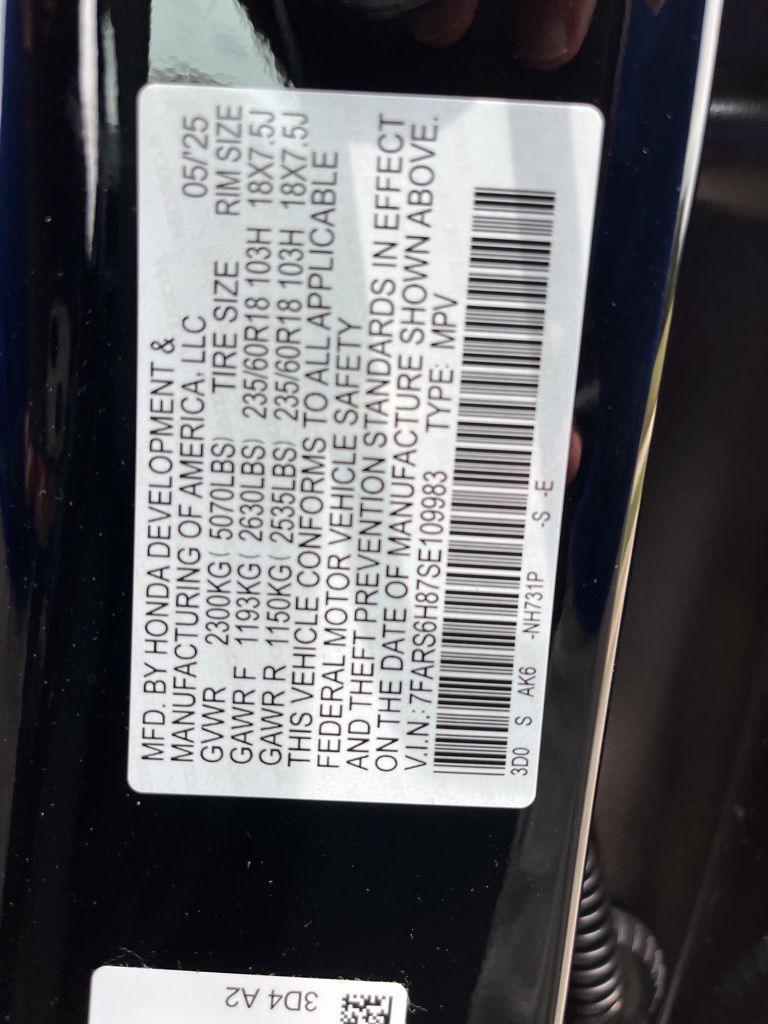 MFD. BY HONDA DEVELOPMENT &
MANUFACTURING OF AMERICA, LLC 05/'25
GVWR 2300KG( 5070LBS) TIRE SIZE RIM SIZE
GAWR F 1193KG( 2630LBS) 235/60R18 103H 18X7.5J
GAWR R 1150KG( 2535LBS) 235/60R18 103H 18X7.5J
THIS VEHICLE CONFORMS TO ALL APPLICABLE
FEDERAL MOTOR VEHICLE SAFETY
AND THEFT PREVENTION STANDARDS IN EFFECT
ON THE DATE OF MANUFACTURE SHOWN ABOVE.
V.I.N.: 7FARS6H87SE109983 TYPE: MPV
3D0 S AK6 -NH731P -S -E
3D4 A2